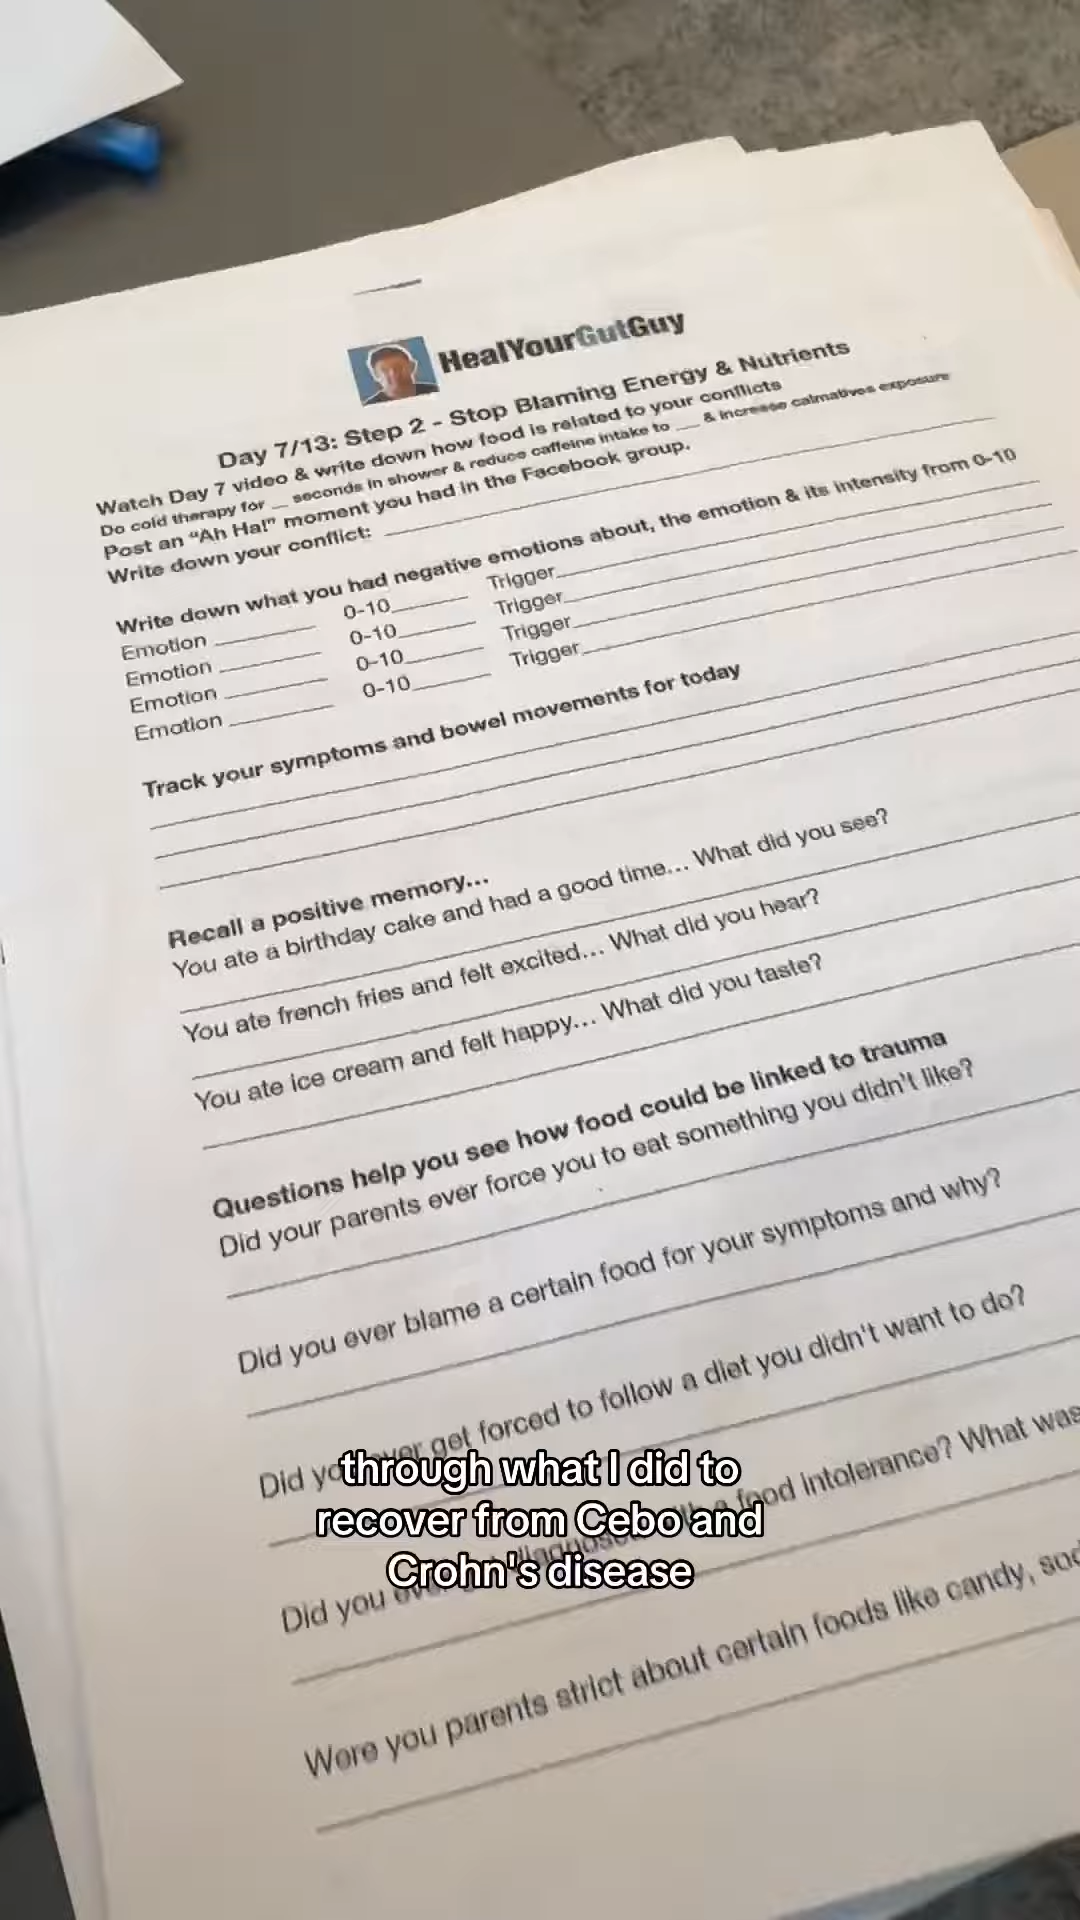 HealYourGutGuy
Day 7/13: Step 2 - Stop Blaming Energy & Nutrients
Watch Day 7 video & write down how food is related to your conflicts
Do cold therapy for __ seconds in shower & reduce caffeine intake to __ & increase calmatives exposure
Post an “Ah Ha!” moment you had in the Facebook group.
Write down your conflict:
Write down what you had negative emotions about, the emotion & its intensity from 0-10
Emotion 0-10 Trigger
Emotion 0-10 Trigger
Emotion 0-10 Trigger
Emotion 0-10 Trigger
Track your symptoms and bowel movements for today
Recall a positive memory...
You ate a birthday cake and had a good time... What did you see?
You ate french fries and felt excited... What did you hear?
You ate ice cream and felt happy... What did you taste?
Questions help you see how food could be linked to trauma
Did your parents ever force you to eat something you didn't like?
Did you ever blame a certain food for your symptoms and why?
Did you ever get forced to follow a diet you didn't want to do?
Did you diagnosed food intolerance? What was
Were you parents strict about certain foods like candy,
through what I did to
recover from Cebo and
Crohn's disease